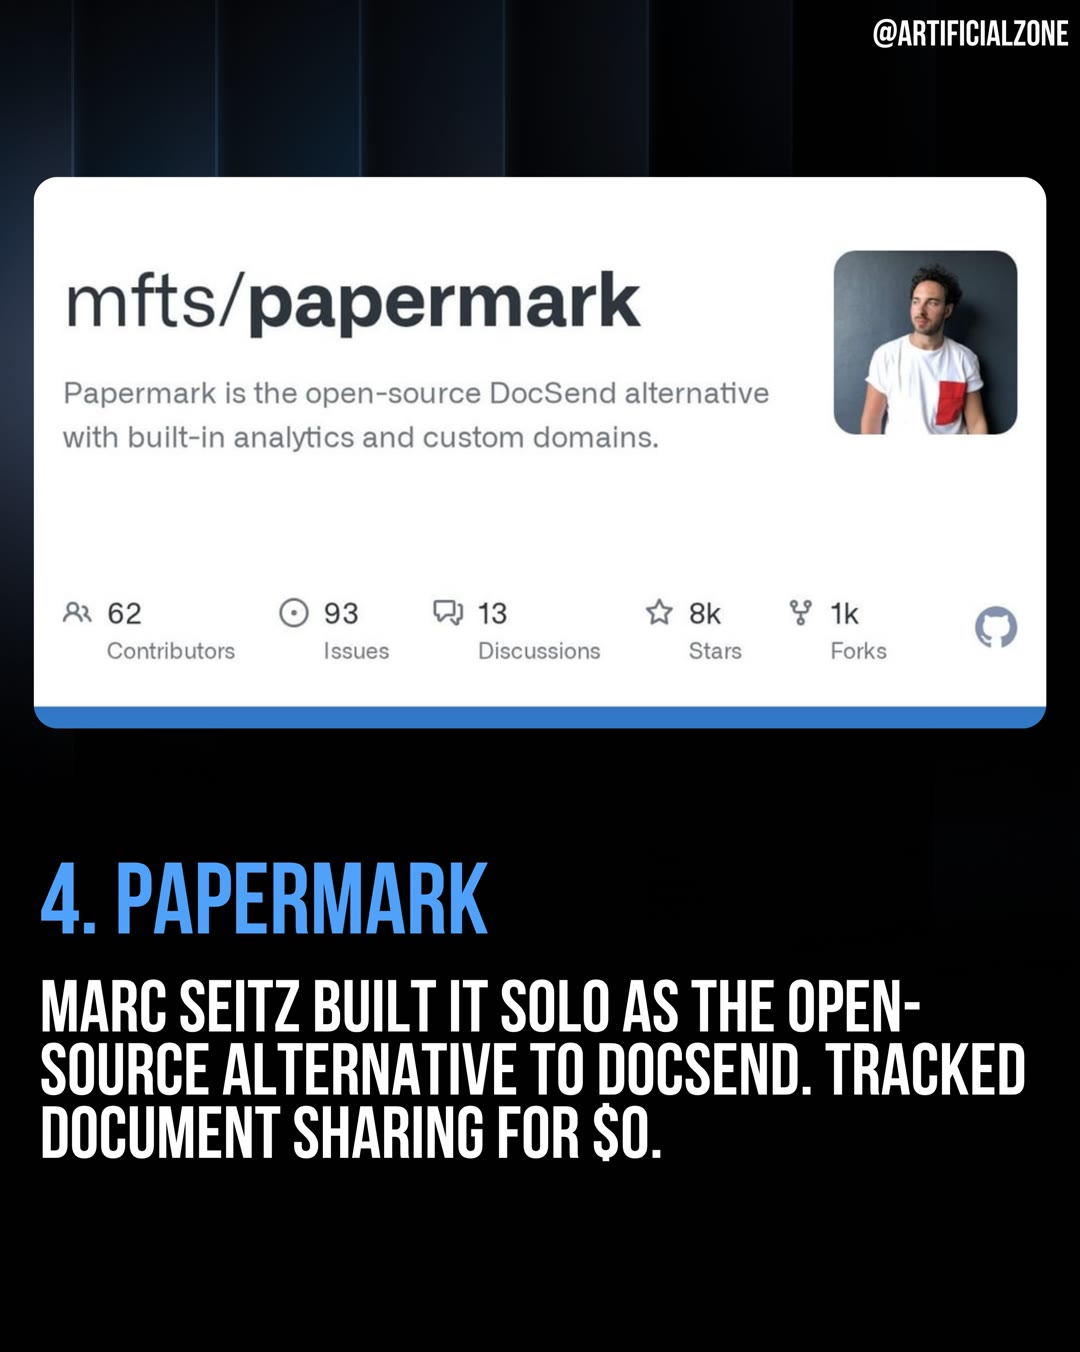 @ARTIFICIALZONE
mfts/papermark
Papermark is the open-source DocSend alternative
with built-in analytics and custom domains.
62
Contributors
93
Issues
13
Discussions
8k
Stars
1k
Forks
4. PAPERMARK
MARC SEITZ BUILT IT SOLO AS THE OPEN-
SOURCE ALTERNATIVE TO DOCSEND. TRACKED
DOCUMENT SHARING FOR $0.